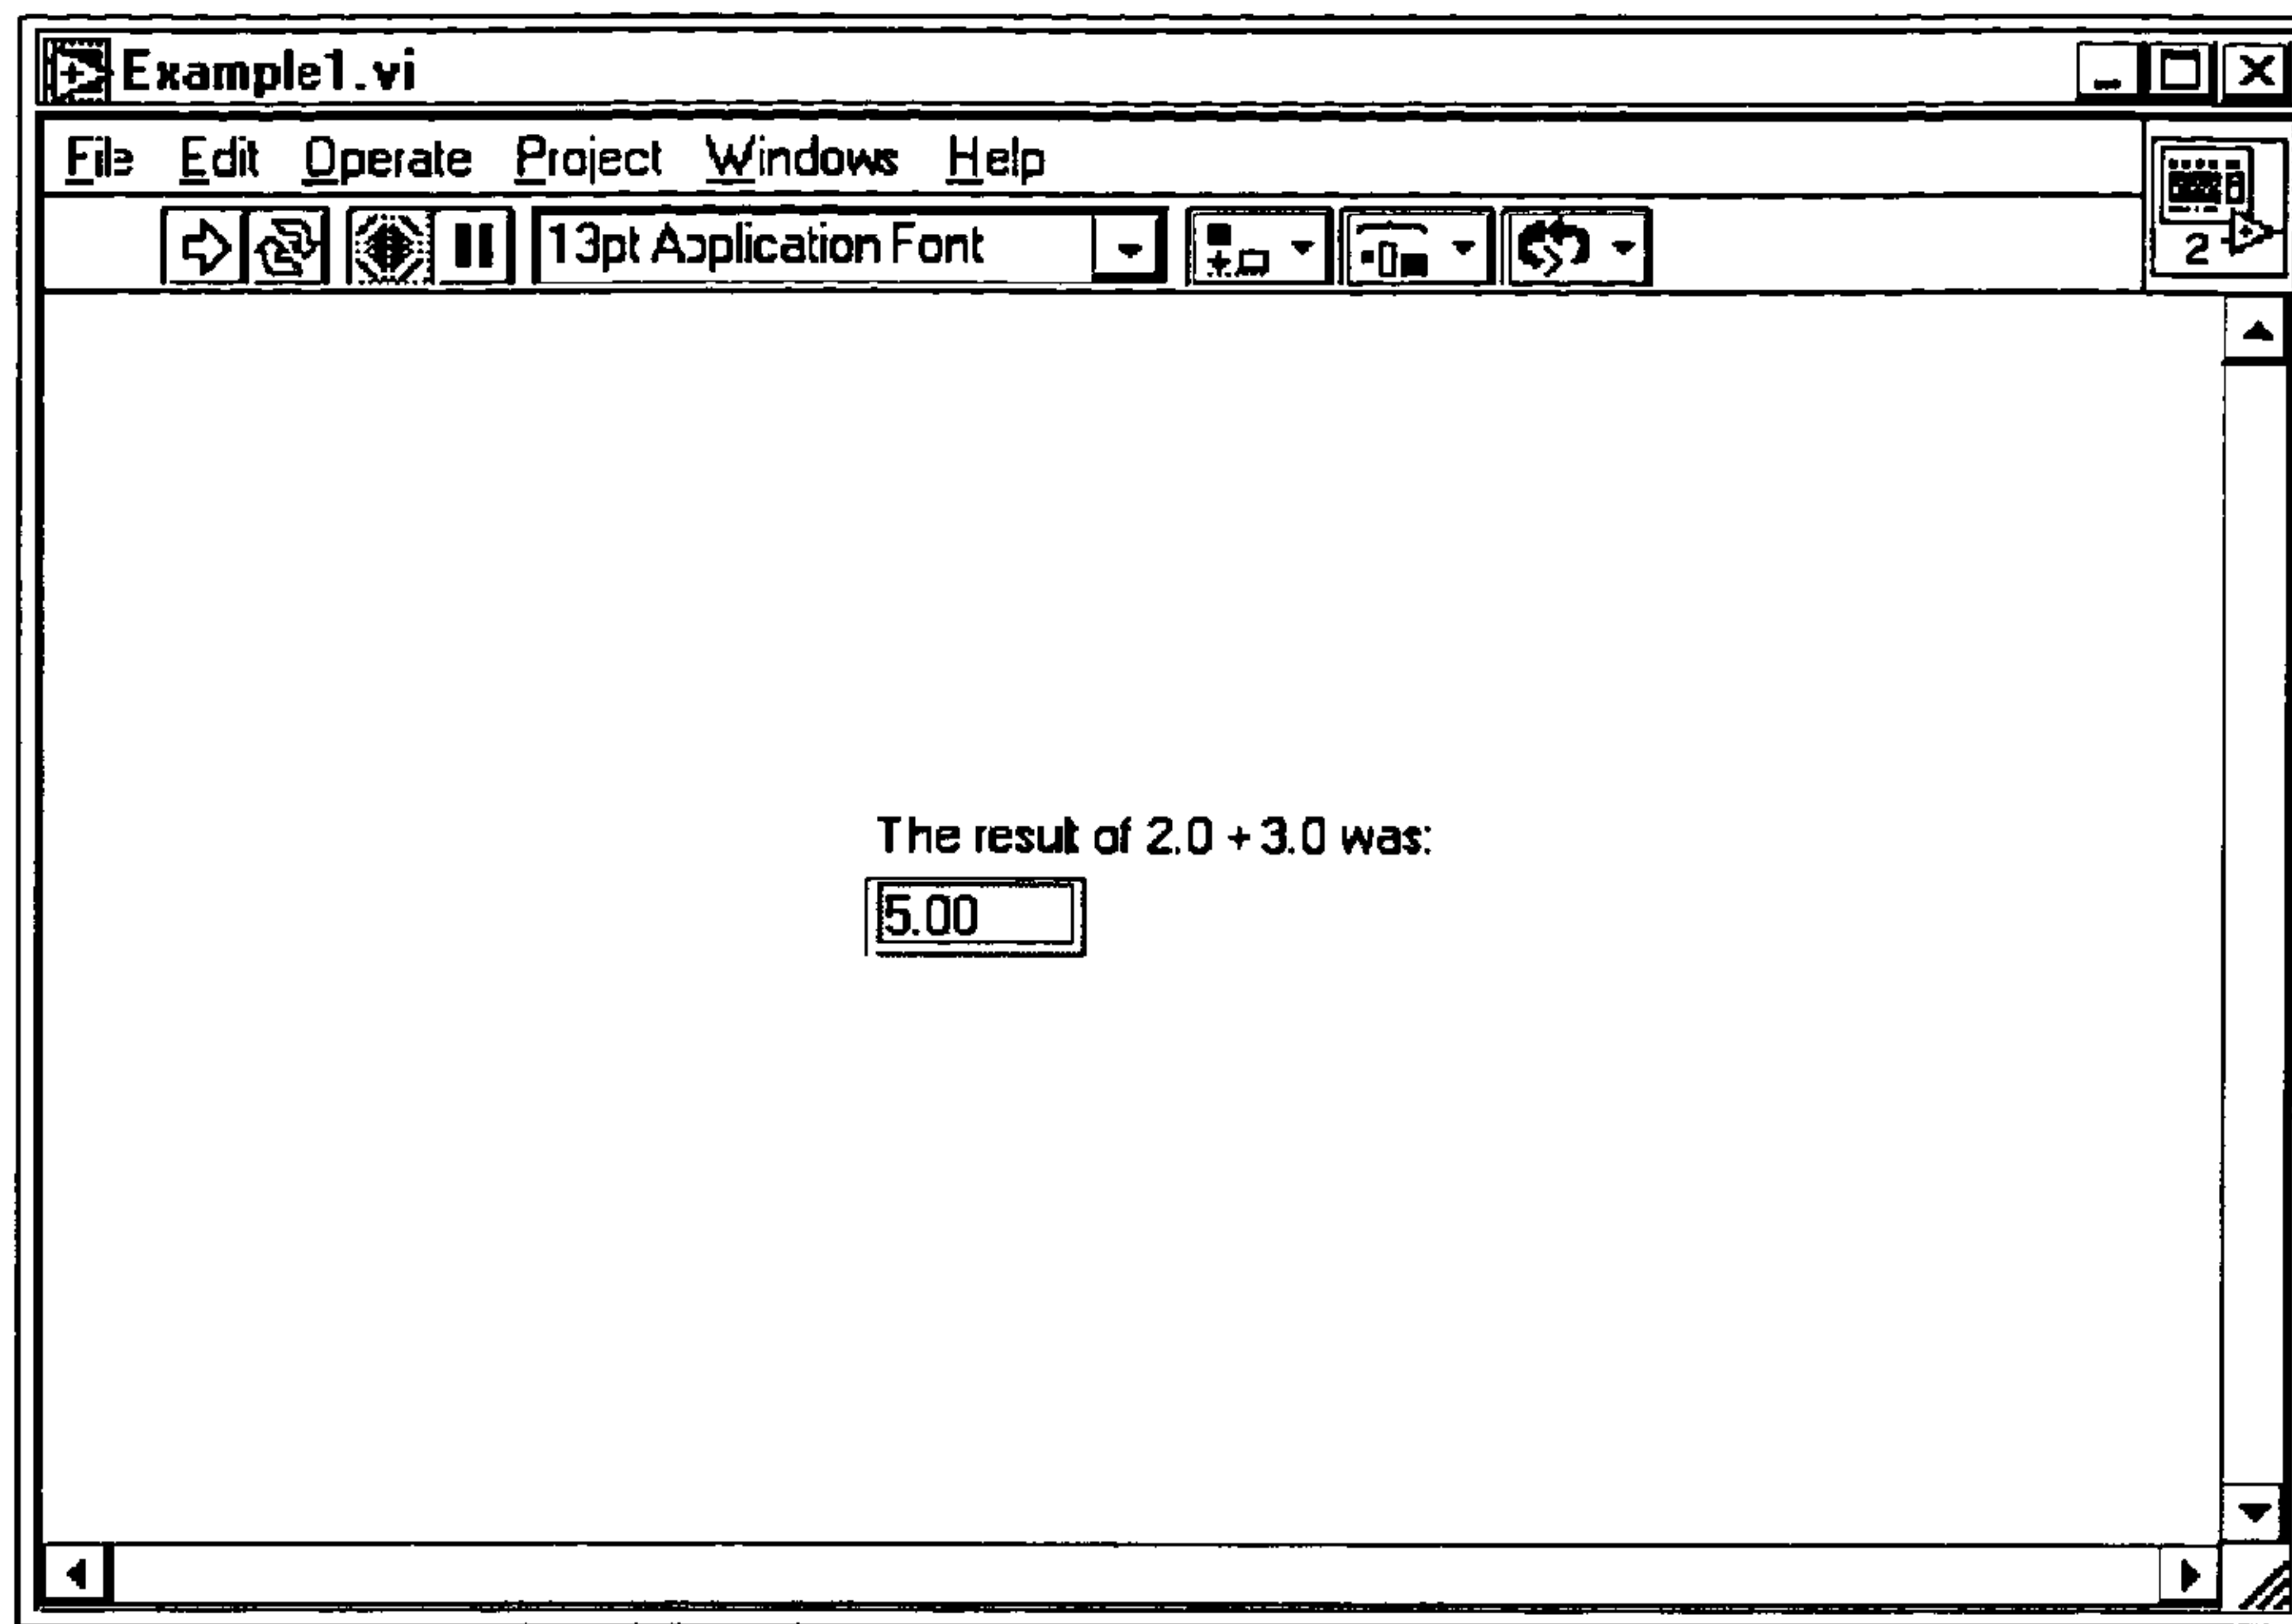 Example1.vi
File Edit Operate Project Windows Help
13pt Application Font
2
The result of 2.0 + 3.0 was:
5.00